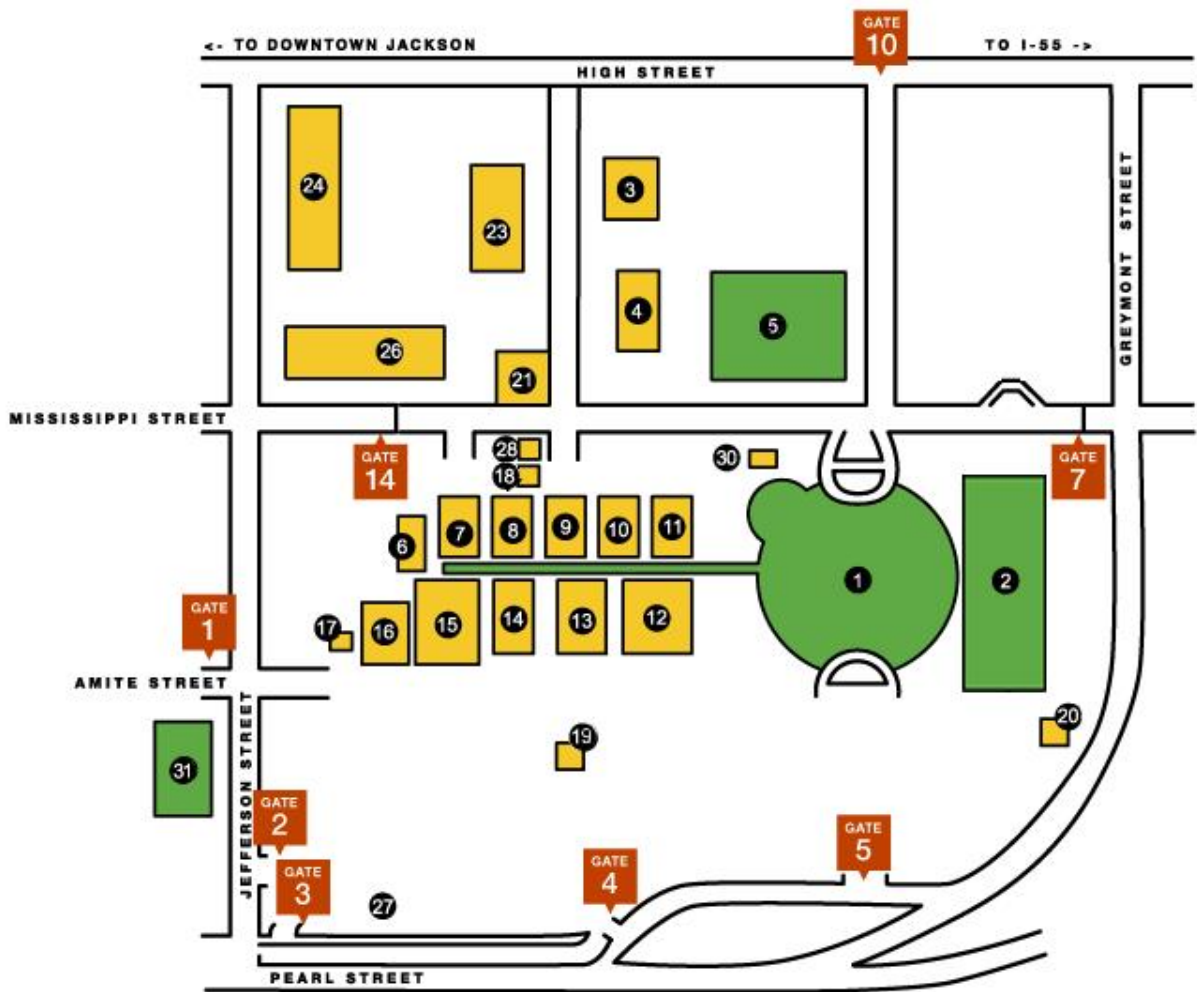 GATE
10
<- TO DOWNTOWN JACKSON
TO I-55 ->
HIGH STREET
24
23
3
4
5
26
21
GREYMONT STREET
MISSISSIPPI STREET
GATE
14
28
18
30
GATE
7
6
7
8
9
10
11
1
2
GATE
1
17
16
15
14
13
12
AMITE STREET
JEFFERSON STREET
31
19
20
GATE
2
GATE
3
27
GATE
4
GATE
5
PEARL STREET